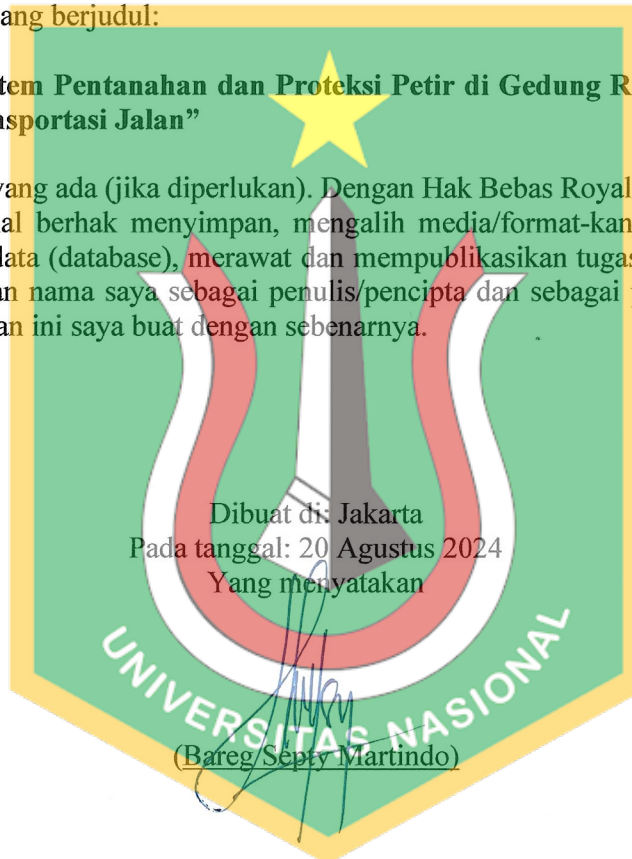 ang berjudul:
tem Pentanahan dan Proteksi Petir di Gedung R
nsportasi Jalan”
yang ada (jika diperlukan). Dengan Hak Bebas Royal
al berhak menyimpan, mengalih media/format-kan
data (database), merawat dan mempublikasikan tugas
an nama saya sebagai penulis/pencipta dan sebagai
an ini saya buat dengan sebenarnya.
Dibuat di: Jakarta
Pada tanggal: 20 Agustus 2024
Yang menyatakan
UNIVERSITAS NASIONAL
(Bareg Septy Martindo)